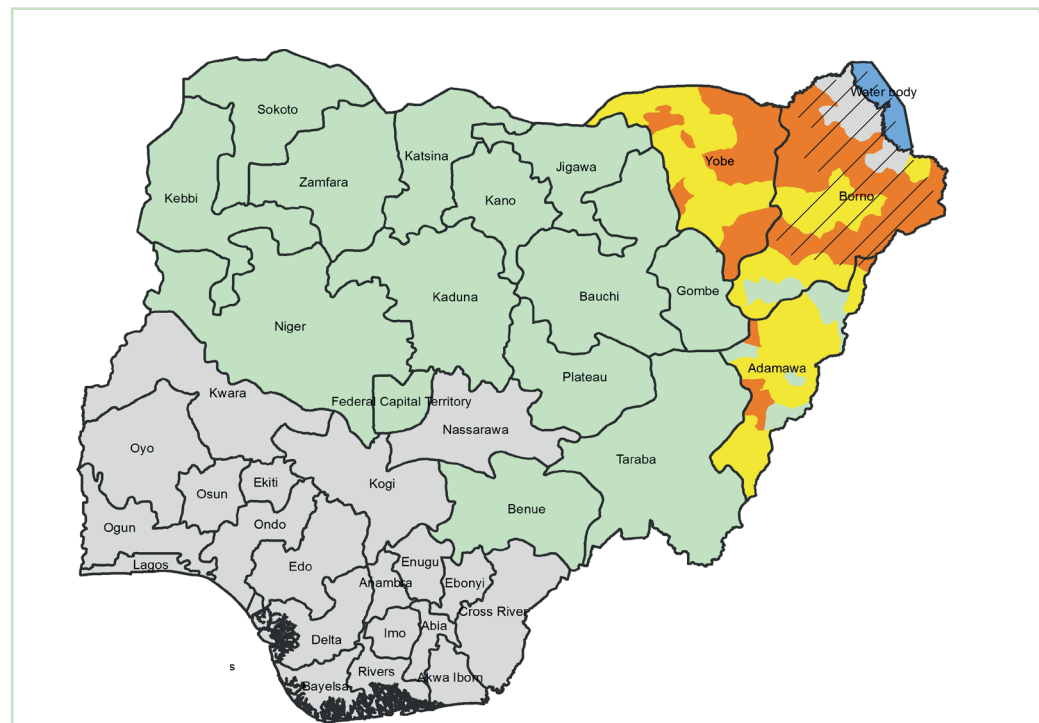 Water body
Sokoto
Katsina
Jigawa
Yobe
Zamfara
Kebbi
Kano
Borno
Gombe
Kaduna
Bauchi
Niger
Adamawa
Plateau
Kwara
Federal Capital Territory
Nassarawa
Oyo
Taraba
Ekiti
Kogi
Osun
Benue
Ogun
Ondo
Enugu
Lagos
Edo
Anambra
Ebonyi
Cross River
Abia
Imo
Delta
s
Rivers
Akwa Ibom
Bayelsa